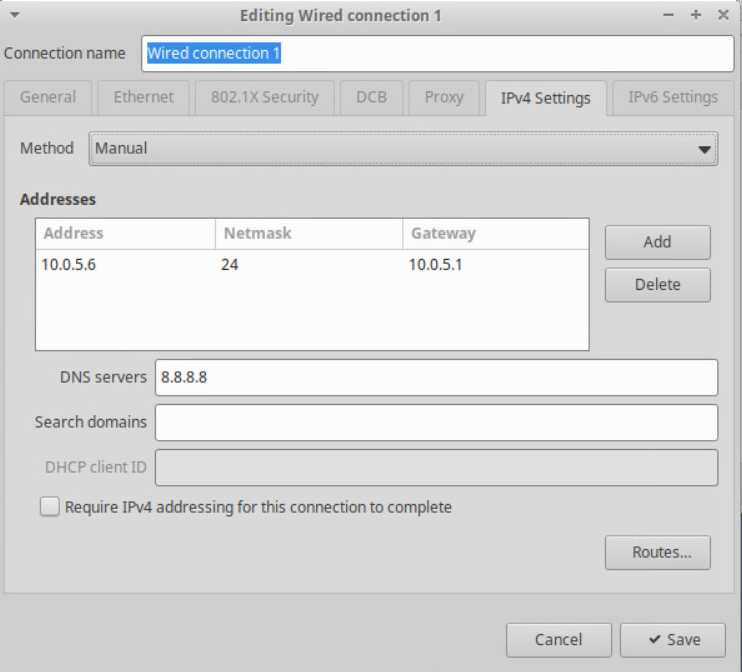 Editing Wired connection 1
Connection name Wired connection 1
General Ethernet 802.1X Security DCB Proxy IPv4 Settings IPv6 Settings
Method Manual
Addresses
Address Netmask Gateway
Add
10.0.5.6 24 10.0.5.1
Delete
DNS servers 8.8.8.8
Search domains
DHCP client ID
Require IPv4 addressing for this connection to complete
Routes...
Cancel Save